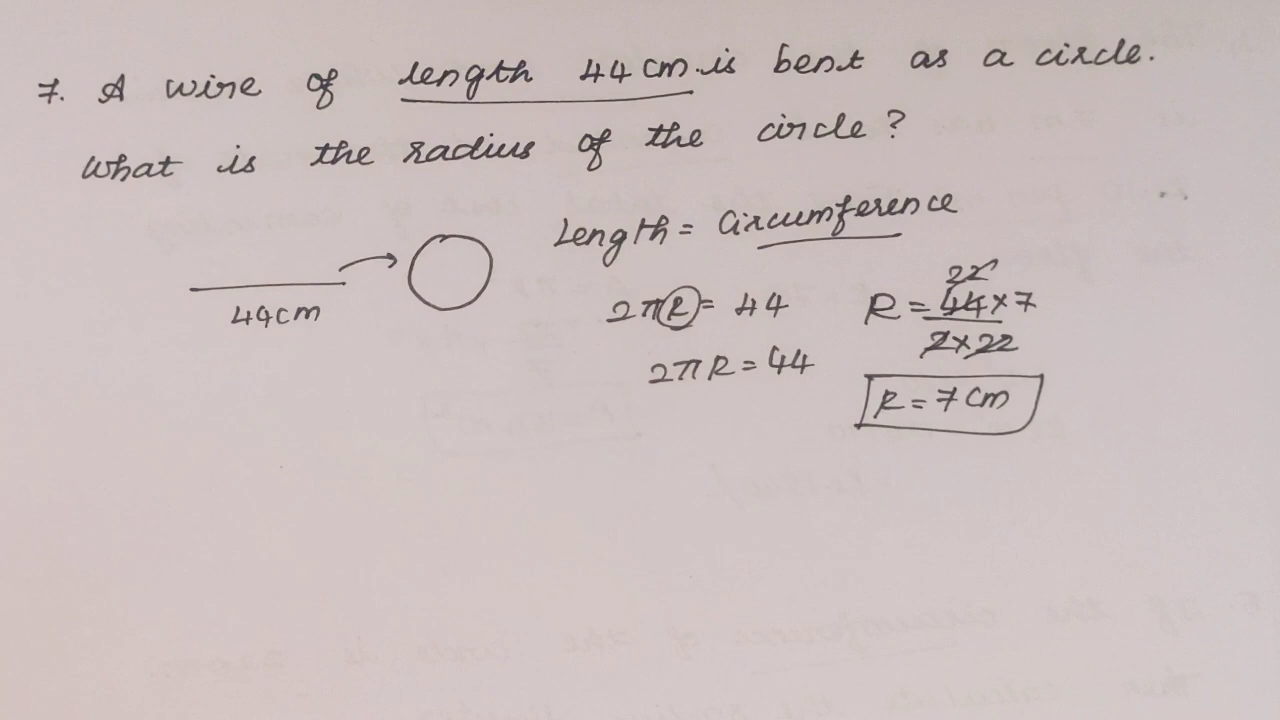 7. A wire of length 44 cm is bent as a circle.
What is the radius of the circle?
Length = Circumference
44cm
2πR = 44
R = 44×7 / 2×22
22
2πR = 44
R = 7 cm